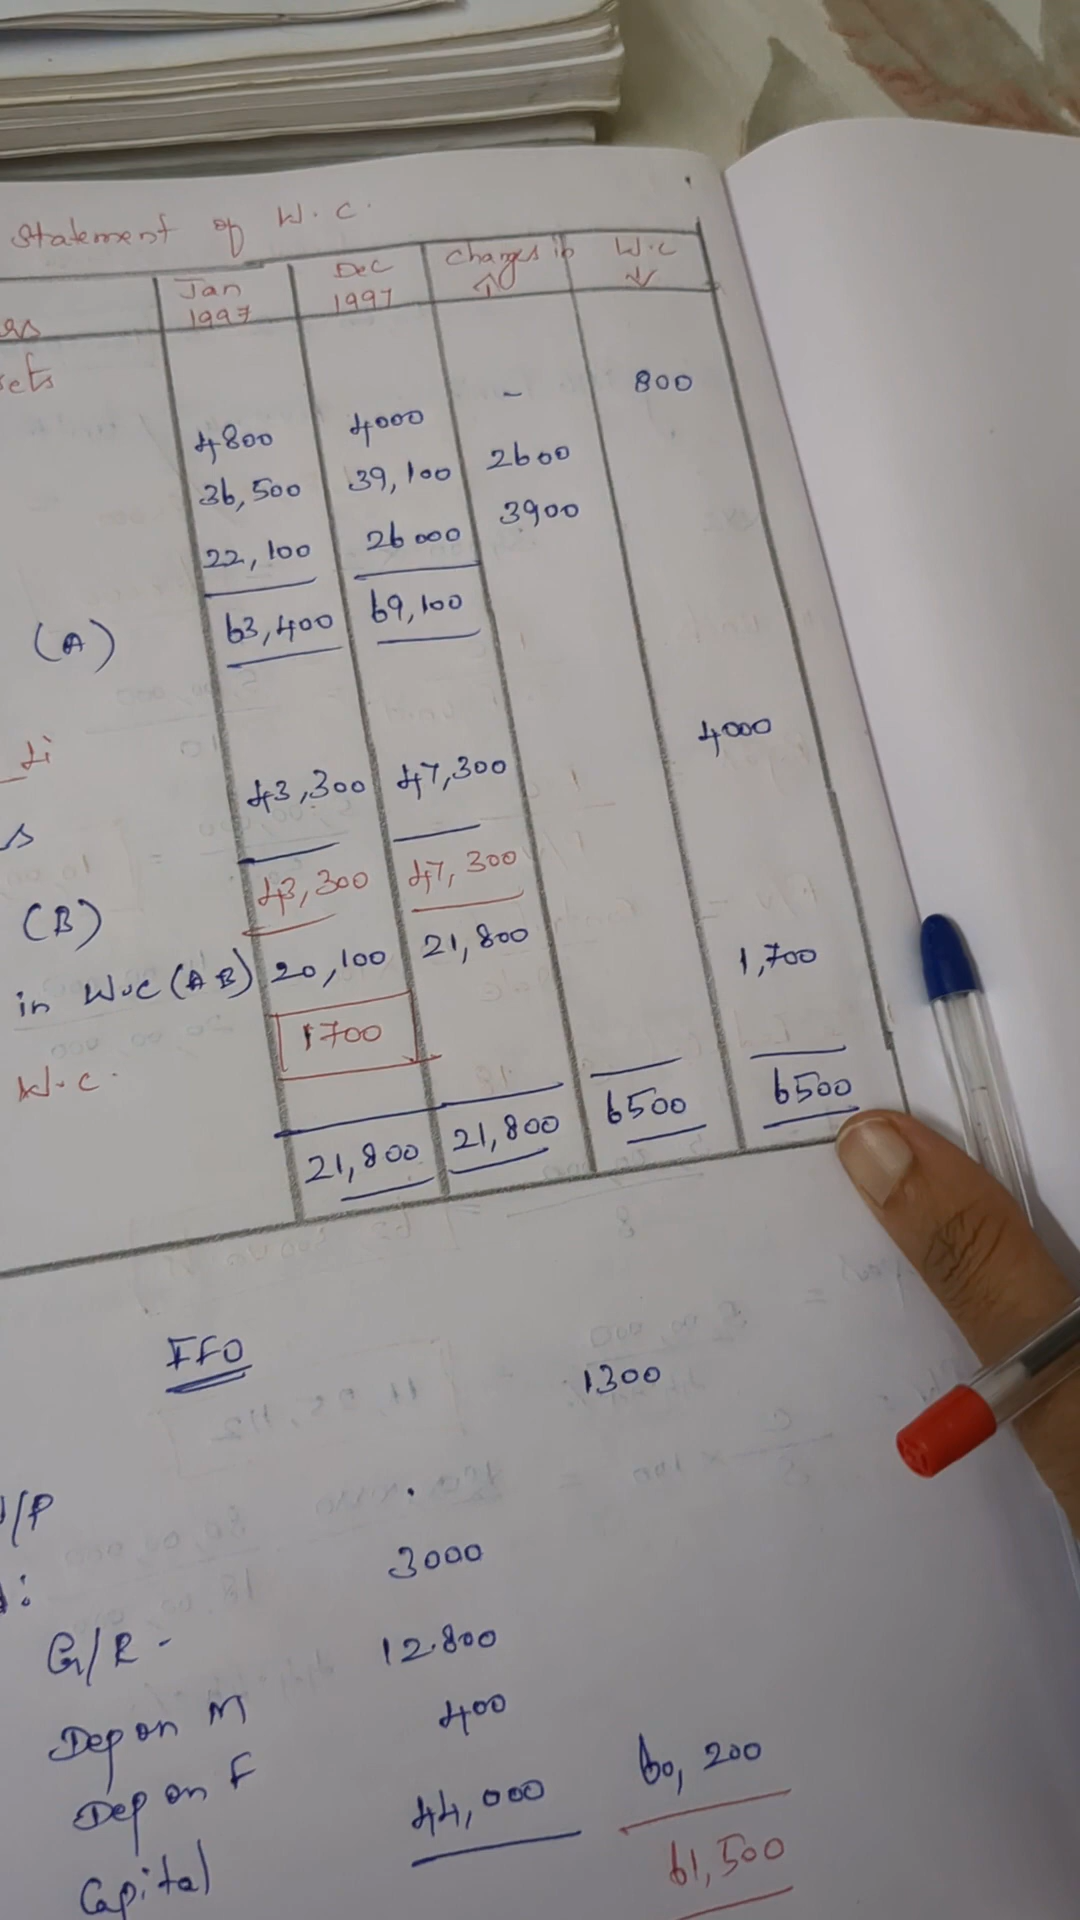 Statement of W.C.
Jan 1997 Dec 1997 Changes in W.C
↑ ↓
4800 4000 - 800
36,500 39,100 2600
22,100 26000 3900
(A) 63,400 69,100
43,300 47,300 4000
(B) 43,300 47,300
in W.C (A B) 20,100 21,800 1,700
W.C. 1700
21,800 21,800 6500 6500
FFO
1300
3000
G/R - 12.800
Dep on M 400
Dep on F 44,000 60,200
Capital 61,500